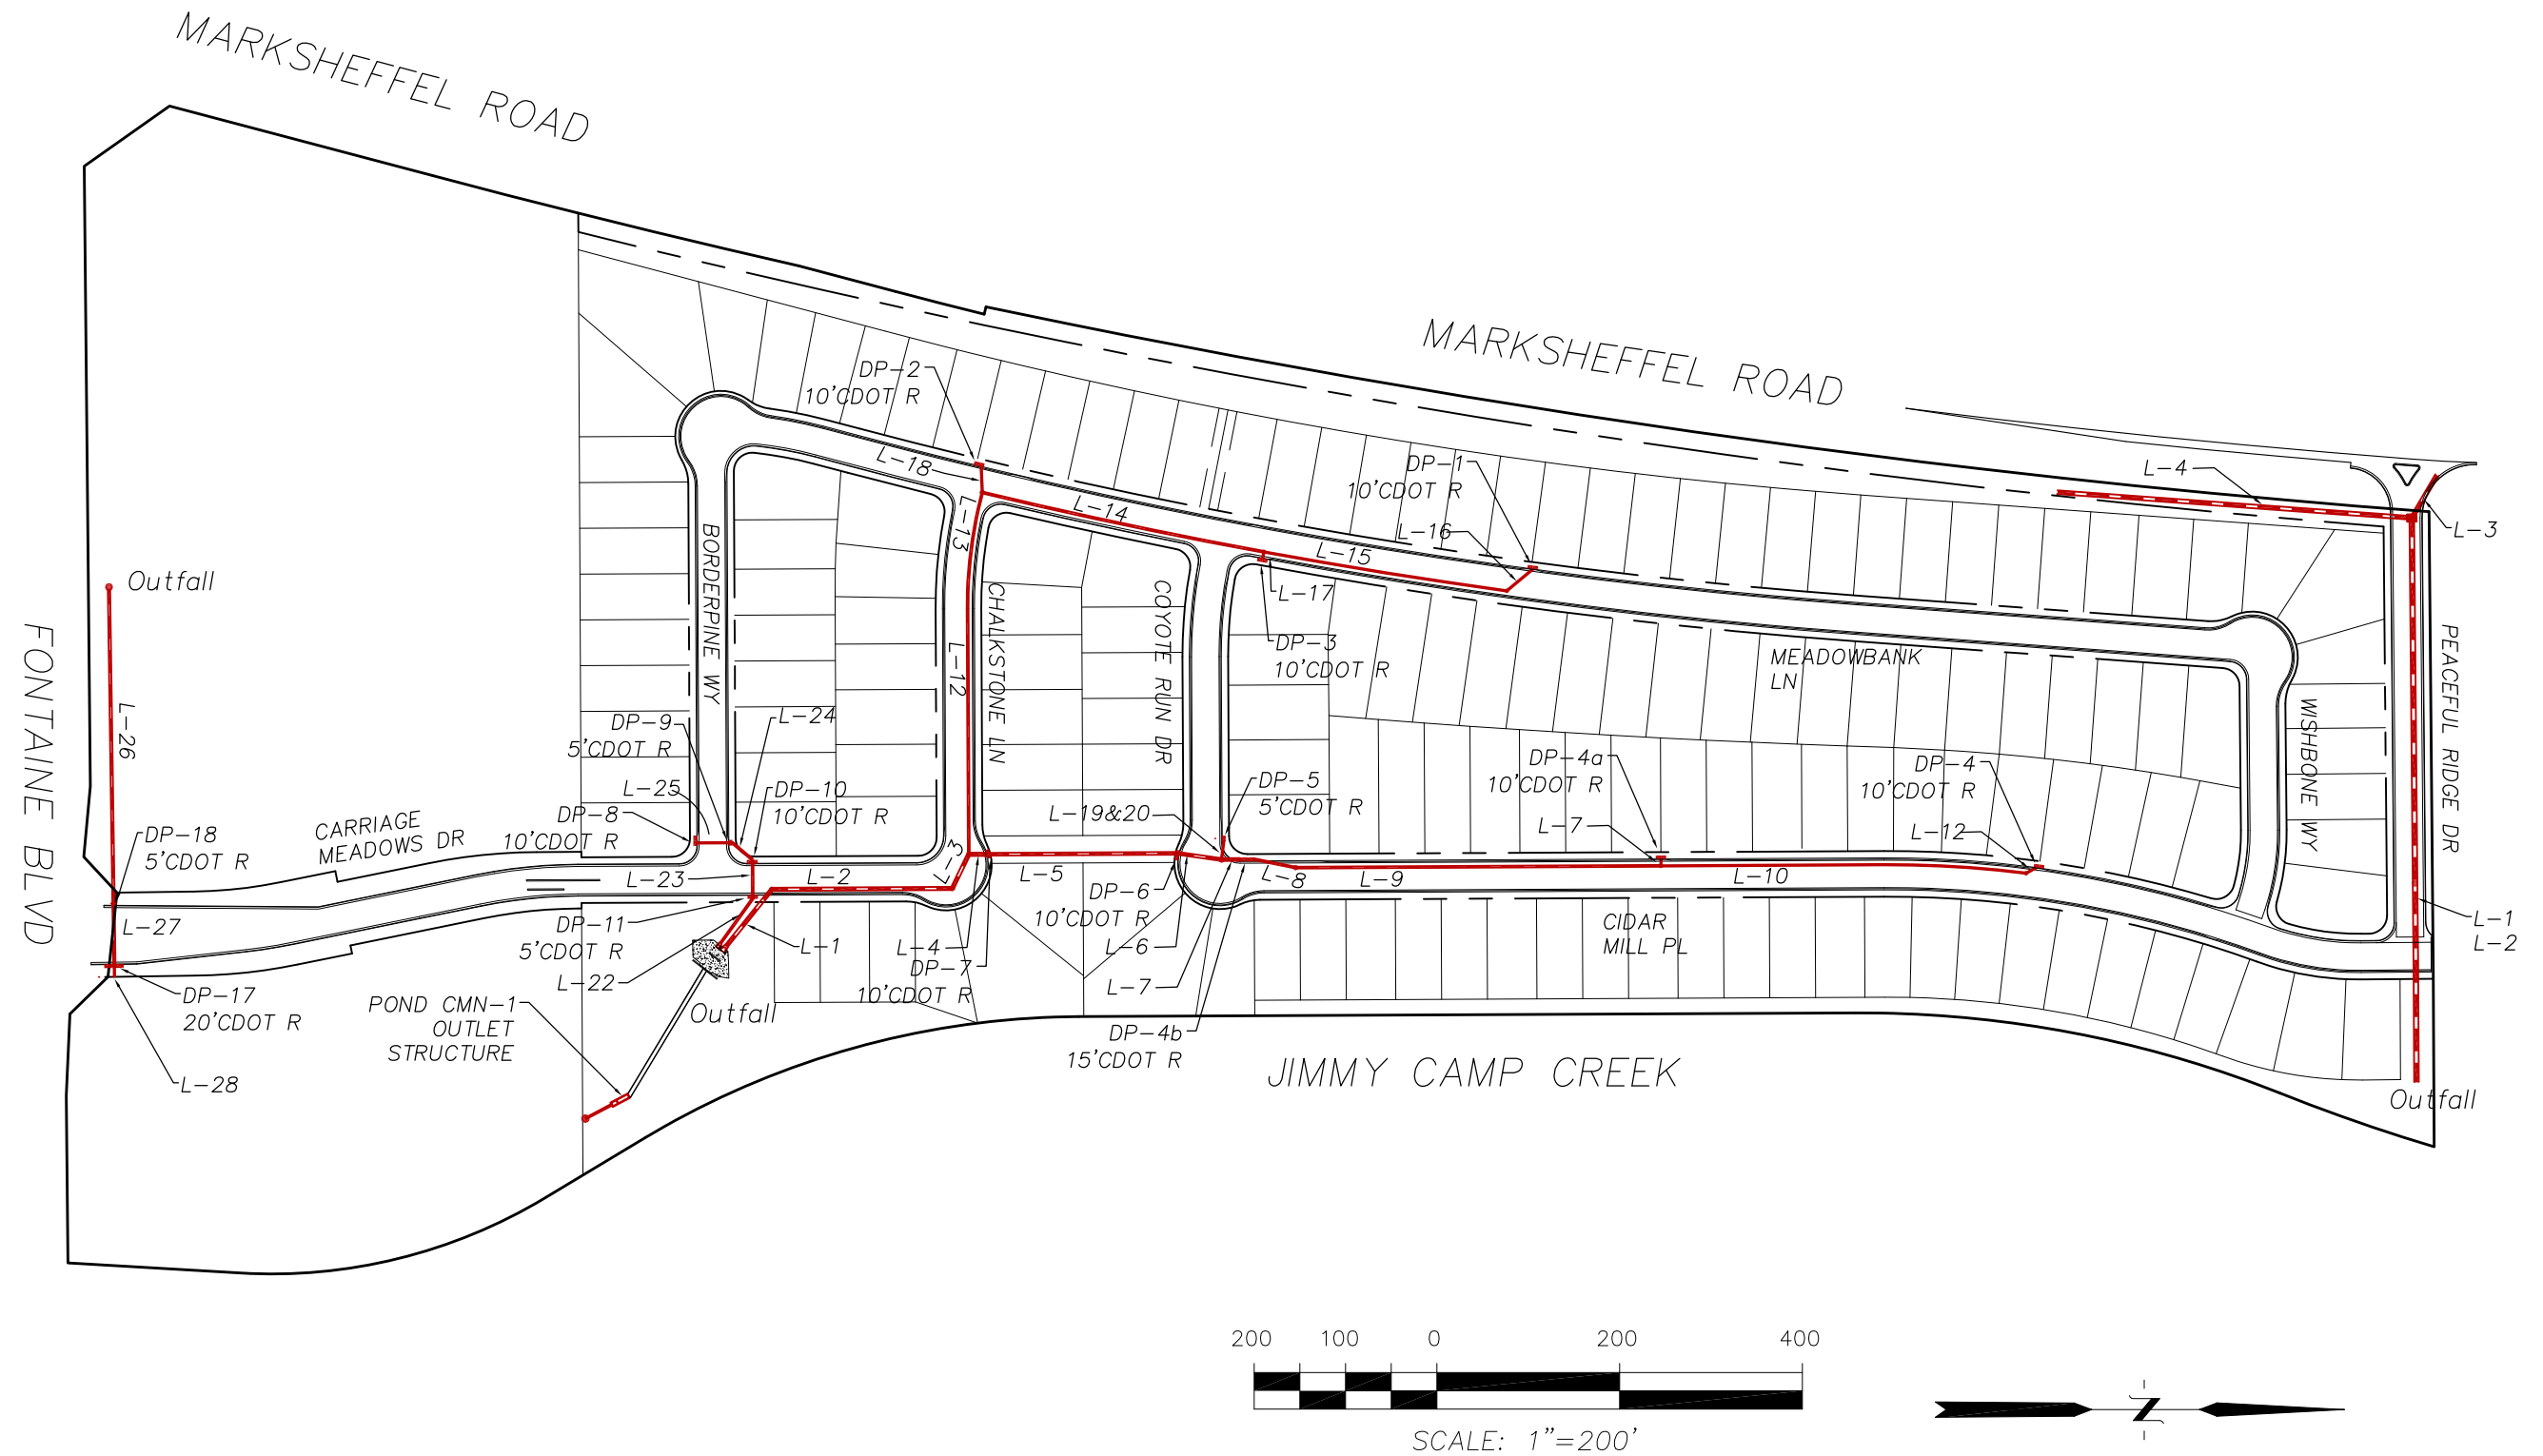 MARKSHEFFEL ROAD
MARKSHEFFEL ROAD
DP-2
10'CDOT R
L-18
L-13
L-14
DP-1
10'CDOT R
L-16
L-15
L-17
DP-3
10'CDOT R
L-4
L-3
Outfall
FONTAINE BLVD.
L-26
BORDERPINE WY
L-12
CHALKSTONE LN
COYOTE RUN DR
MEADOWBANK
LN
WISHBONE WY
PEACEFUL RIDGE DR
DP-9
5'CDOT R
L-24
L-25
DP-10
10'CDOT R
DP-8
10'CDOT R
CARRIAGE
MEADOWS DR
DP-18
5'CDOT R
L-27
L-23
L-2
L-3
L-5
L-19&20
DP-5
5'CDOT R
DP-4a
10'CDOT R
L-7
DP-4
10'CDOT R
L-12
L-8
L-9
L-10
DP-6
10'CDOT R
L-6
L-7
DP-4b
15'CDOT R
DP-11
5'CDOT R
L-22
L-1
L-4
DP-7
10'CDOT R
CIDAR
MILL PL
L-1
L-2
DP-17
20'CDOT R
L-28
POND CMN-1
OUTLET
STRUCTURE
Outfall
JIMMY CAMP CREEK
Outfall
200 100 0 200 400
SCALE: 1"=200'
Z